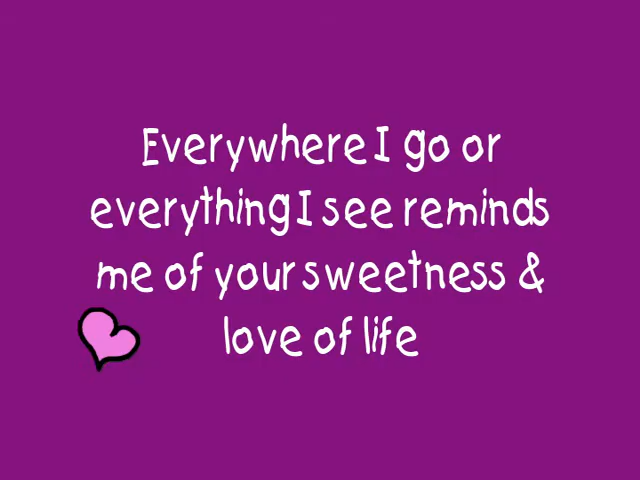 Everywhere I go or
everything I see reminds
me of your sweetness &
love of life